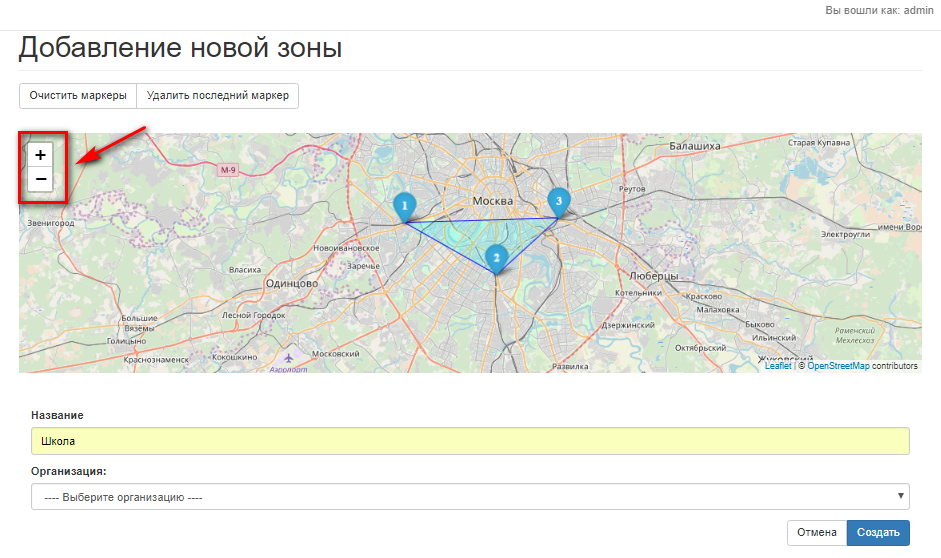 Вы вошли как: admin
Добавление новой зоны
Очистить маркеры Удалить последний маркер
+
−
М-9
Балашиха
Старая Купавна
Реутов
1
3
Москва
Звенигород
имени Вор
Электроугли
Новоивановское
2
Власиха
Заречье
Одинцово
Люберцы
Котельники
Красково
Малаховка
Большие
Вязёмы
Лесной Городок
Дзержинский
Быково
Раменский
Мехлесхоз
Голицыно
Ильинский
Октябрьский
Московский
Краснознаменск
Кокошкино
Жуковский
Аэропорт
Развилка
Leaflet | © OpenStreetMap contributors
Название
Школа
Организация:
---- Выберите организацию ----
Отмена Создать